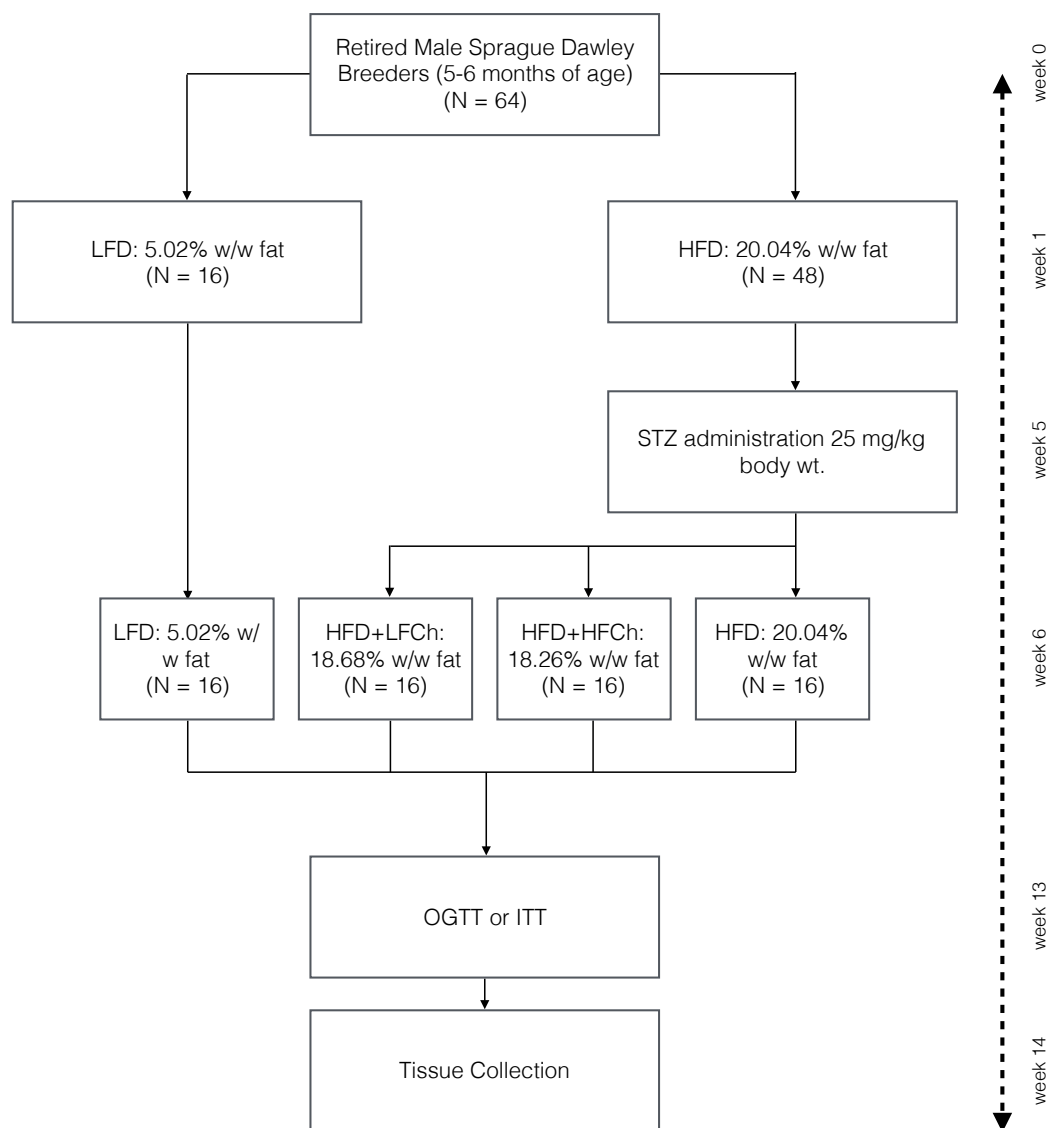 Retired Male Sprague Dawley
Breeders (5-6 months of age)
(N = 64)
week 0
LFD: 5.02% w/w fat
(N = 16)
HFD: 20.04% w/w fat
(N = 48)
week 1
STZ administration 25 mg/kg
body wt.
week 5
LFD: 5.02% w/
w fat
(N = 16)
HFD+LFCh:
18.68% w/w fat
(N = 16)
HFD+HFCh:
18.26% w/w fat
(N = 16)
HFD: 20.04%
w/w fat
(N = 16)
week 6
OGTT or ITT
week 13
Tissue Collection
week 14